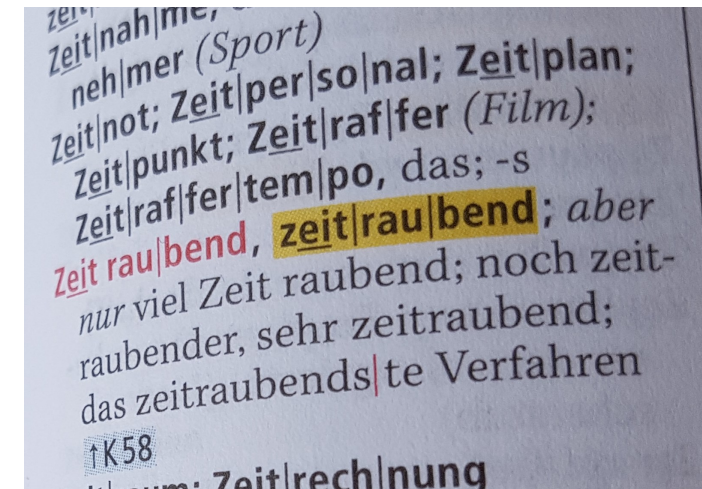 Zeit|nah|me,
neh|mer (Sport)
Zeit|not; Zeit|per|so|nal; Zeit|plan;
Zeit|punkt; Zeit|raf|fer (Film);
Zeit|raf|fer|tem|po, das; -s
Zeit rau|bend, zeit|rau|bend; aber
nur viel Zeit raubend; noch zeit-
raubender, sehr zeitraubend;
das zeitraubends|te Verfahren
↑K58
Zeit|rech|nung